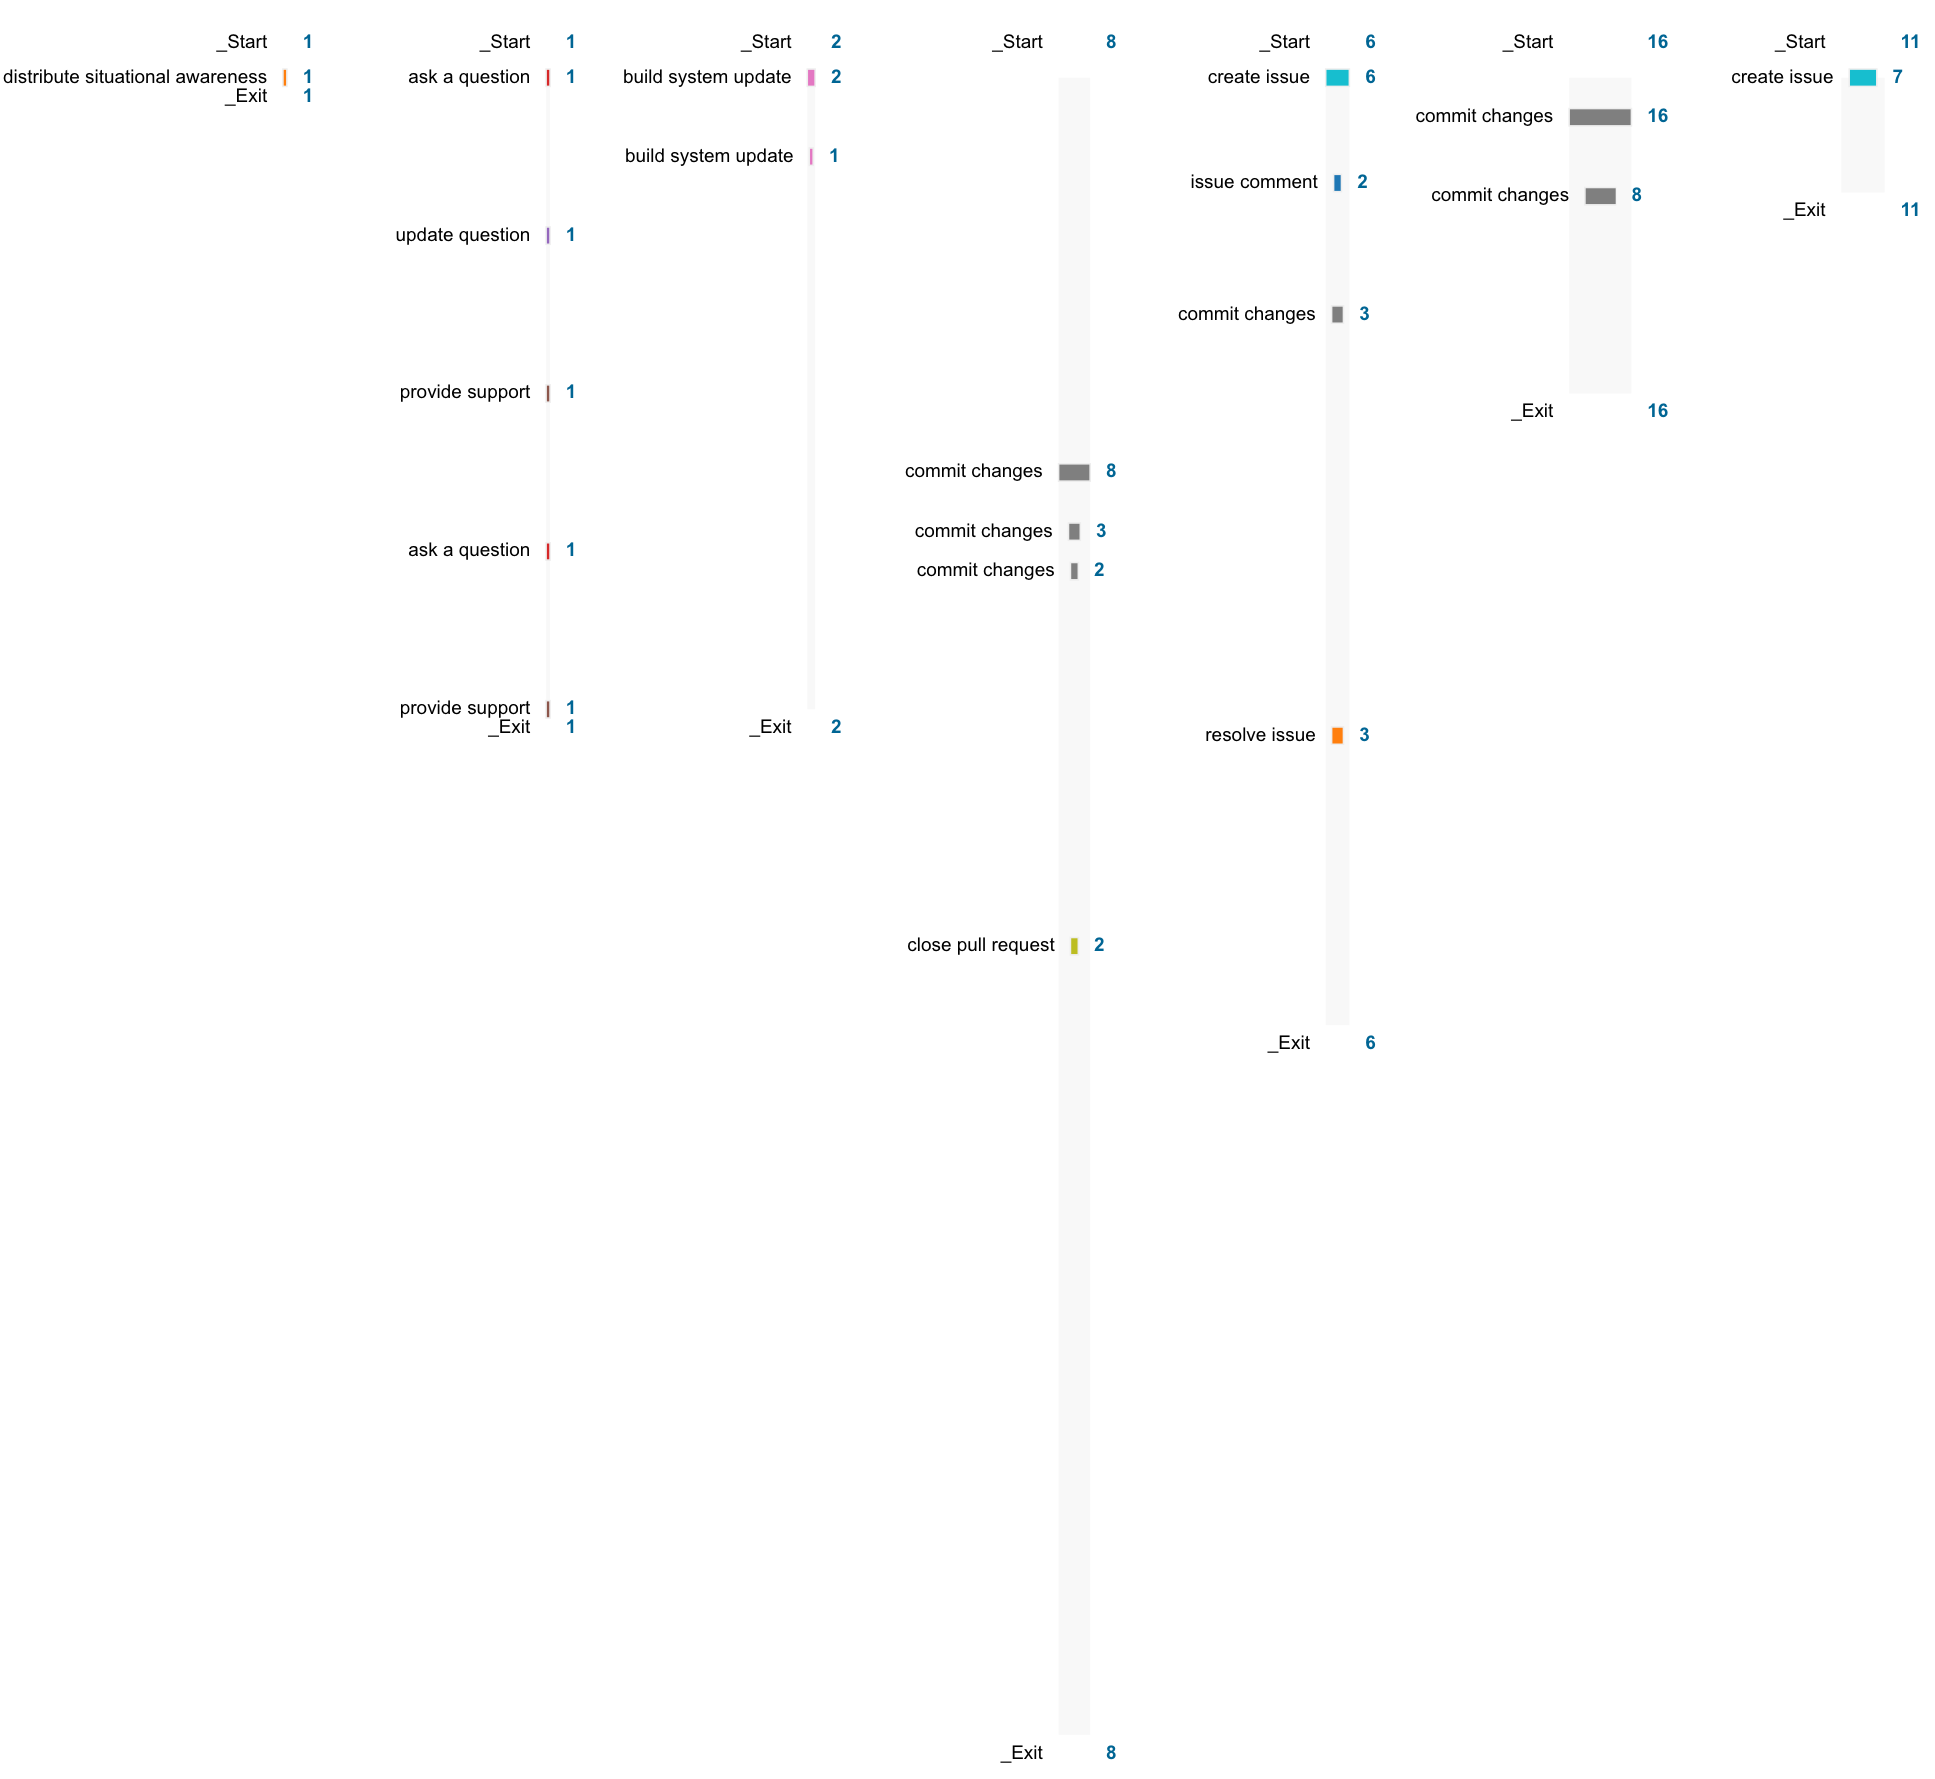 _Start 1
distribute situational awareness 1
_Exit 1
_Start 1
ask a question 1
update question 1
provide support 1
ask a question 1
provide support 1
_Exit 1
_Start 2
build system update 2
build system update 1
_Exit 2
_Start 8
commit changes 8
commit changes 3
commit changes 2
close pull request 2
_Exit 8
_Start 6
create issue 6
issue comment 2
commit changes 3
resolve issue 3
_Exit 6
_Start 16
commit changes 16
commit changes 8
_Exit 16
_Start 11
create issue 7
_Exit 11